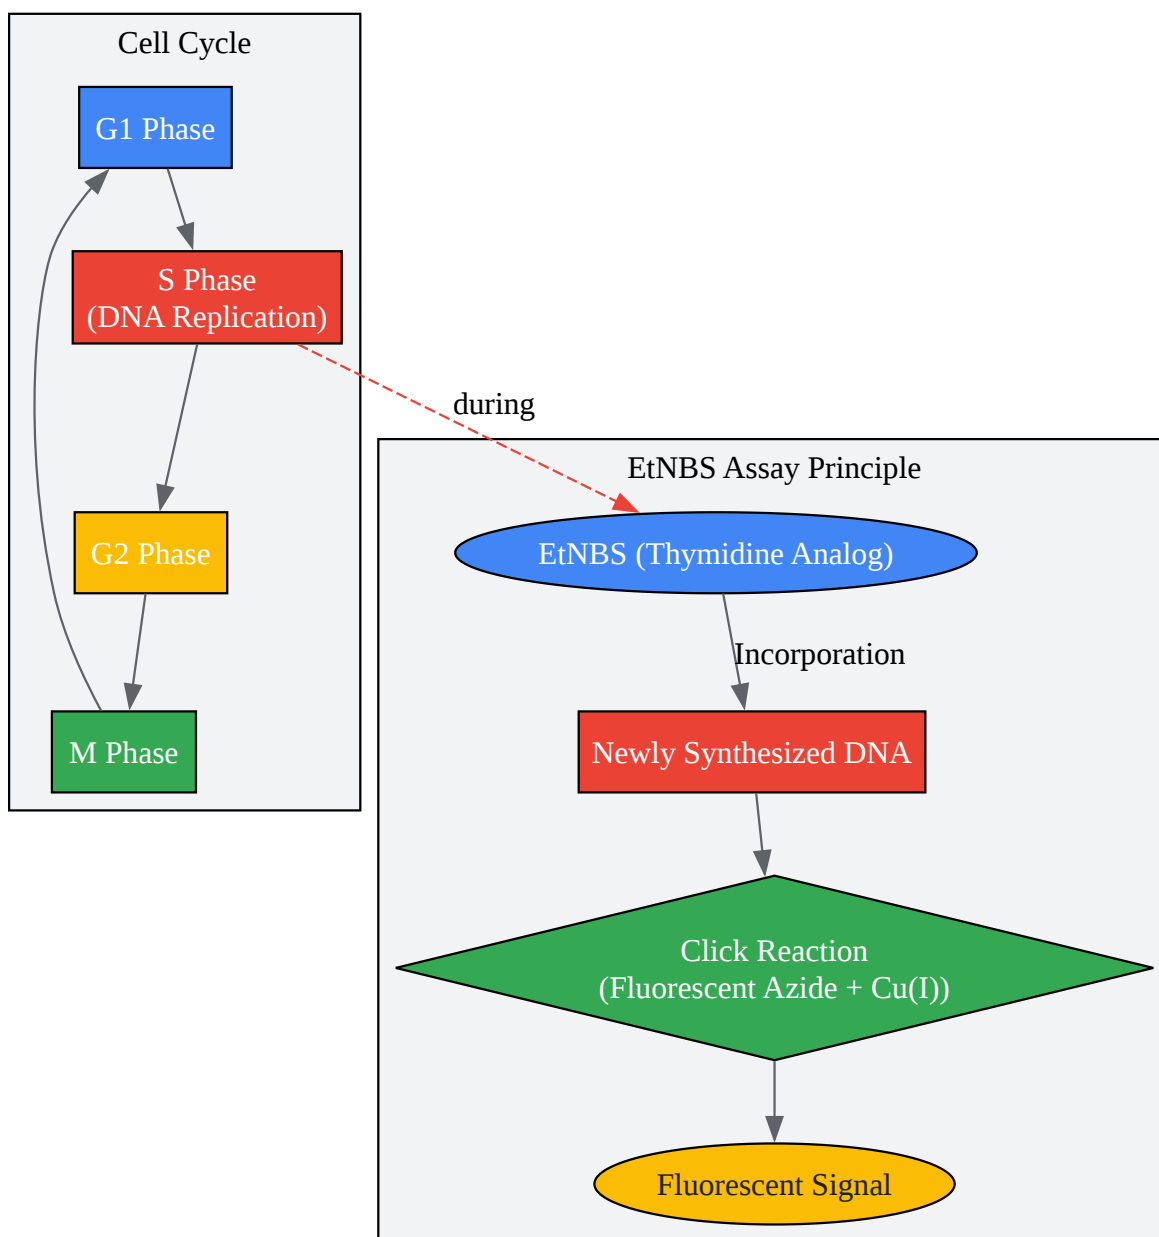 Cell Cycle
G1 Phase
S Phase
(DNA Replication)
during
EtNBS Assay Principle
G2 Phase
EtNBS (Thymidine Analog)
Incorporation
M Phase
Newly Synthesized DNA
Click Reaction
(Fluorescent Azide + Cu(I))
Fluorescent Signal